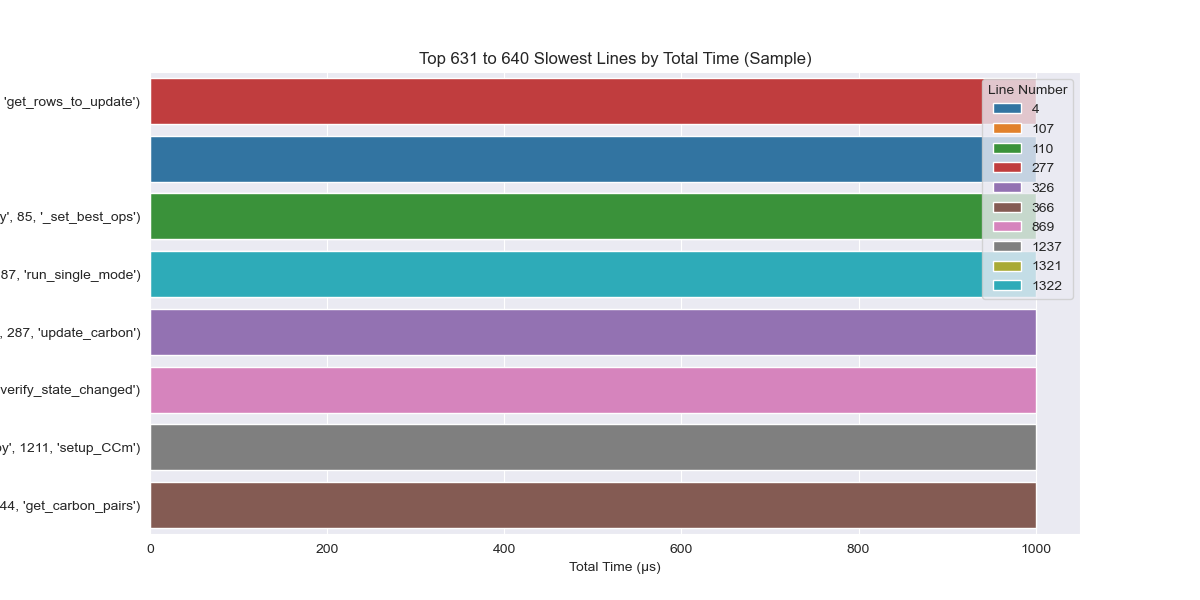 Top 631 to 640 Slowest Lines by Total Time (Sample)
'get_rows_to_update')
y', 85, '_set_best_ops')
87, 'run_single_mode')
, 287, 'update_carbon')
verify_state_changed')
py', 1211, 'setup_CCm')
44, 'get_carbon_pairs')
Line Number
4
107
110
277
326
366
869
1237
1321
1322
0 200 400 600 800 1000
Total Time (µs)